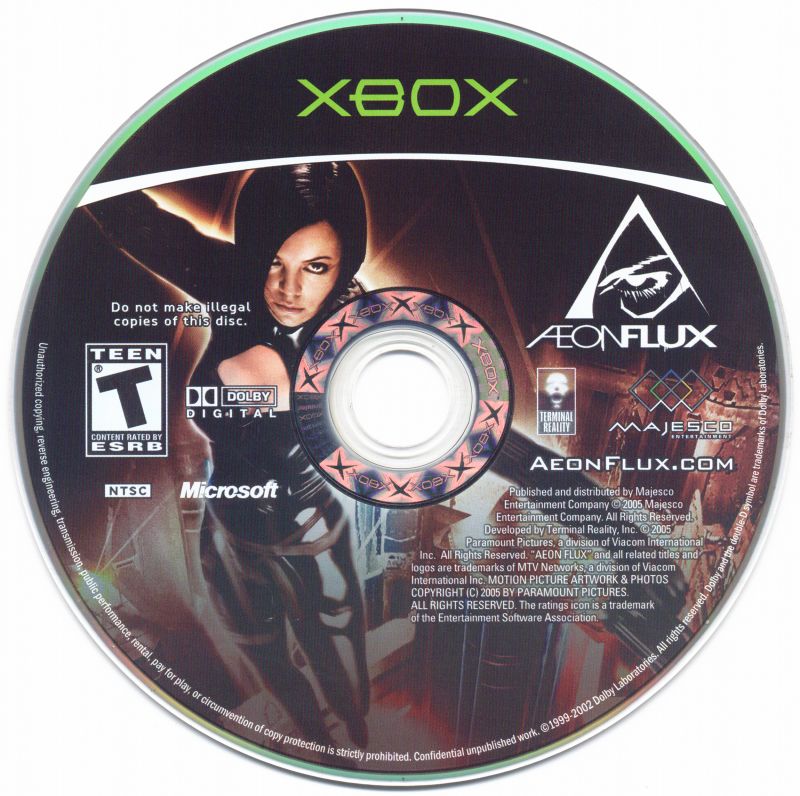 XBOX
Do not make illegal
copies of this disc.
TEEN
T
CONTENT RATED BY
ESRB
DOLBY
DIGITAL
NTSC
Microsoft
XBOX XBOX XBOX XBOX XBOX XBOX
ÆONFLUX
TERMINAL
REALITY
MAJESCO
ENTERTAINMENT
AEONFLUX.COM
Published and distributed by Majesco
Entertainment Company © 2005 Majesco
Entertainment Company. All Rights Reserved.
Developed by Terminal Reality, Inc. © 2005
Paramount Pictures, a division of Viacom International
Inc. All Rights Reserved. "AEON FLUX" and all related titles and
logos are trademarks of MTV Networks, a division of Viacom
International Inc. MOTION PICTURE ARTWORK & PHOTOS
COPYRIGHT (C) 2005 BY PARAMOUNT PICTURES.
ALL RIGHTS RESERVED. The ratings icon is a trademark
of the Entertainment Software Association.
Unauthorized copying, reverse engineering, transmission, public performance, rental, pay for play, or circumvention of copy protection is strictly prohibited. Confidential unpublished work. ©1999-2002 Dolby Laboratories. All rights reserved. Dolby and the double-D symbol are trademarks of Dolby Laboratories.